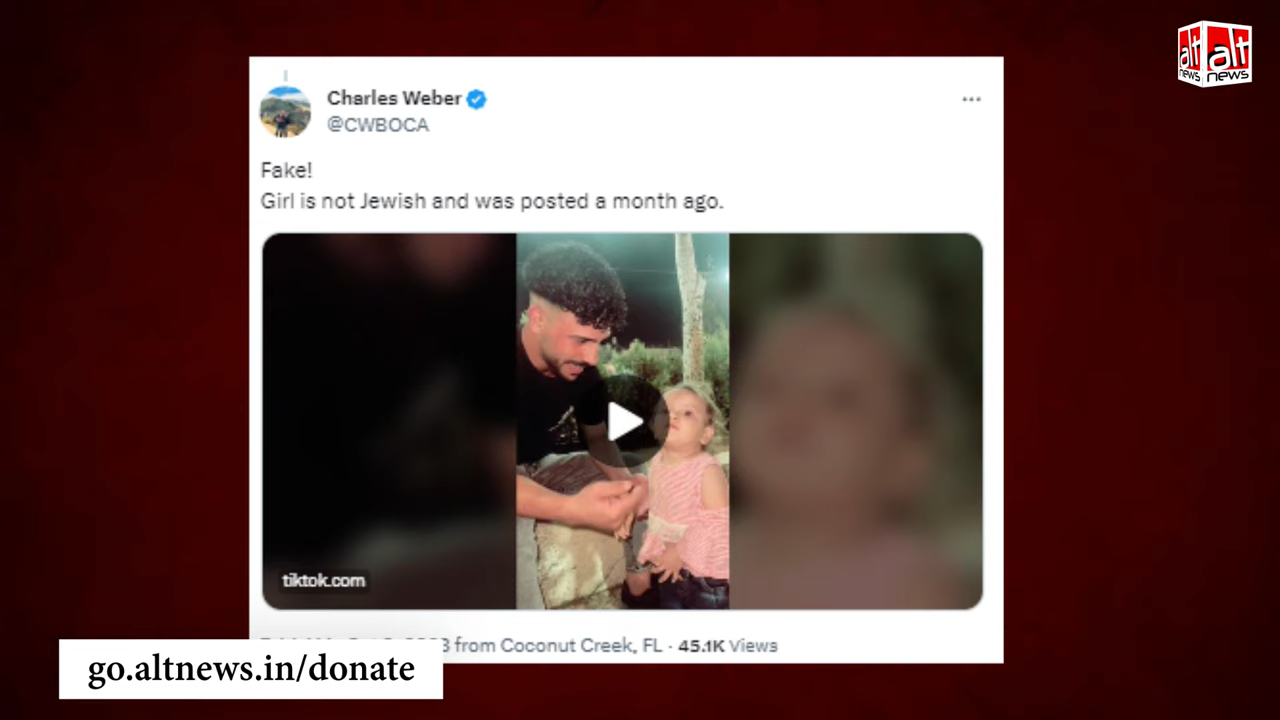 alt
news
alt
news
Charles Weber
@CWBOCA
Fake!
Girl is not Jewish and was posted a month ago.
tiktok.com
from Coconut Creek, FL · 45.1K Views
go.altnews.in/donate